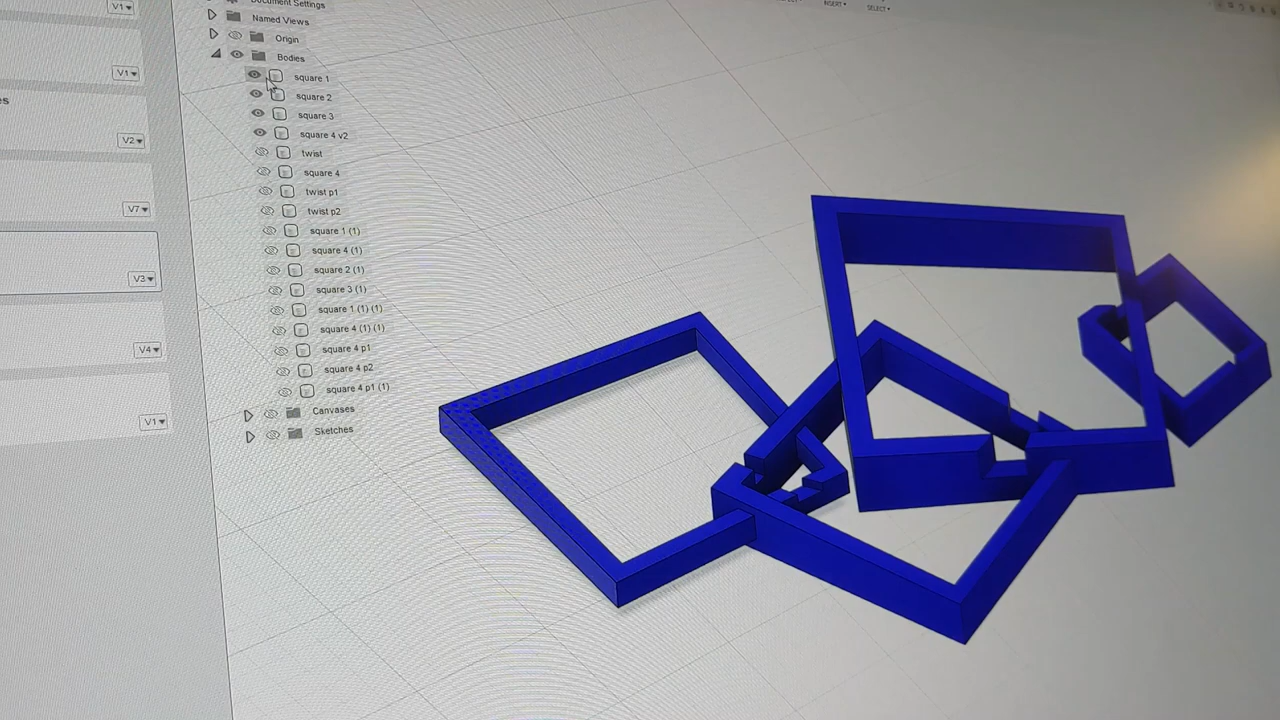 Document Settings
Named Views
Origin
Bodies
square 1
square 2
square 3
square 4 v2
twist
square 4
twist p1
twist p2
square 1 (1)
square 4 (1)
square 2 (1)
square 3 (1)
square 1 (1) (1)
square 4 (1) (1)
square 4 p1
square 4 p2
square 4 p1 (1)
Canvases
Sketches
V1
V1
es
V2
V7
V3
V4
V1
INSERT
SELECT